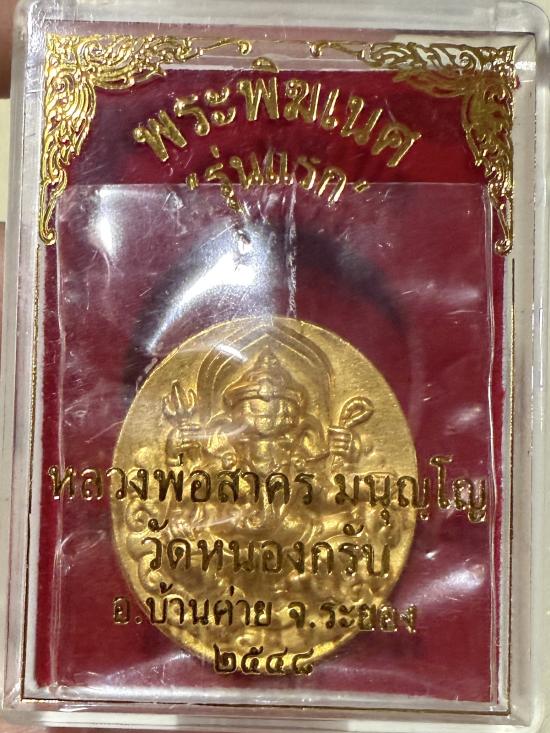 พระพิฆเนศ
"รุ่นแรก"
หลวงพ่อสาคร มนุญฺโญ
วัดหนองกรับ
อ.บ้านค่าย จ.ระยอง
๒๕๔๘